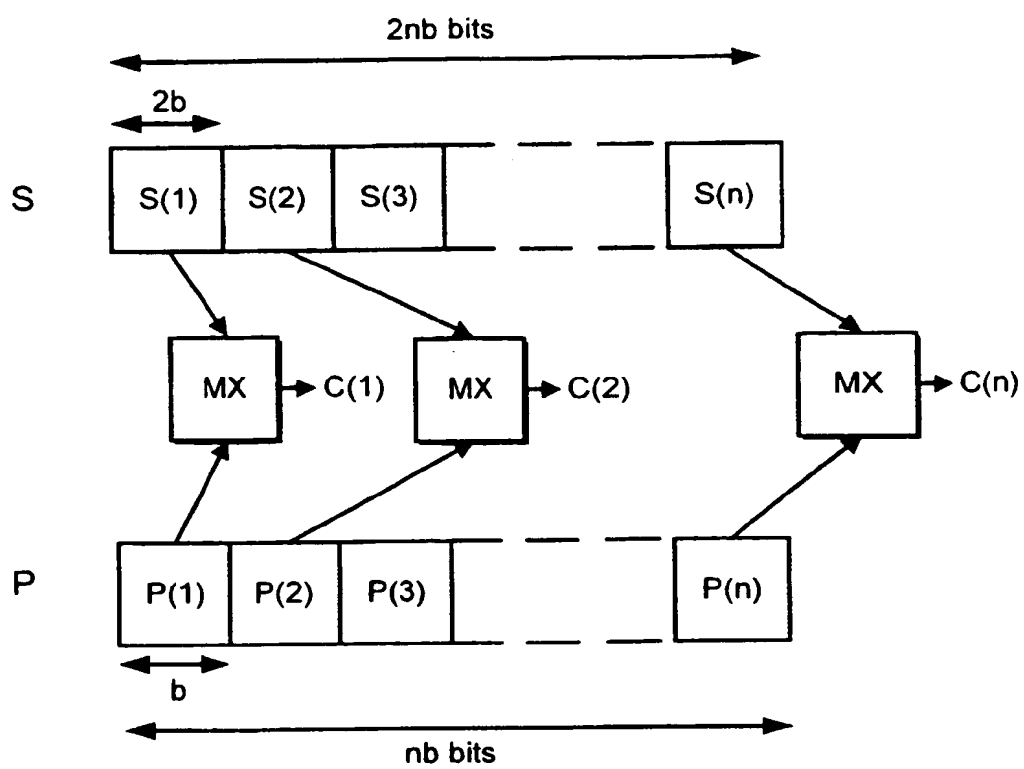 2nb bits
2b
S
S(1) S(2) S(3) S(n)
MX C(1) MX C(2) MX C(n)
P
P(1) P(2) P(3) P(n)
b
nb bits